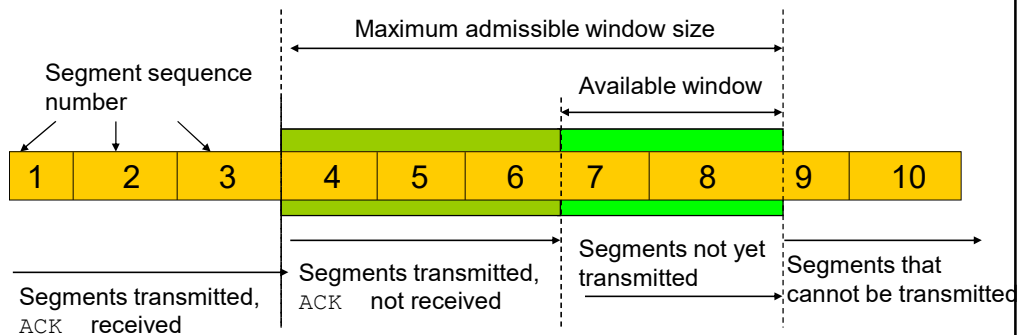 Maximum admissible window size
Segment sequence
number
Available window
1 2 3 4 5 6 7 8 9 10
Segments transmitted,
ACK received
Segments transmitted,
ACK not received
Segments not yet
transmitted
Segments that
cannot be transmitted